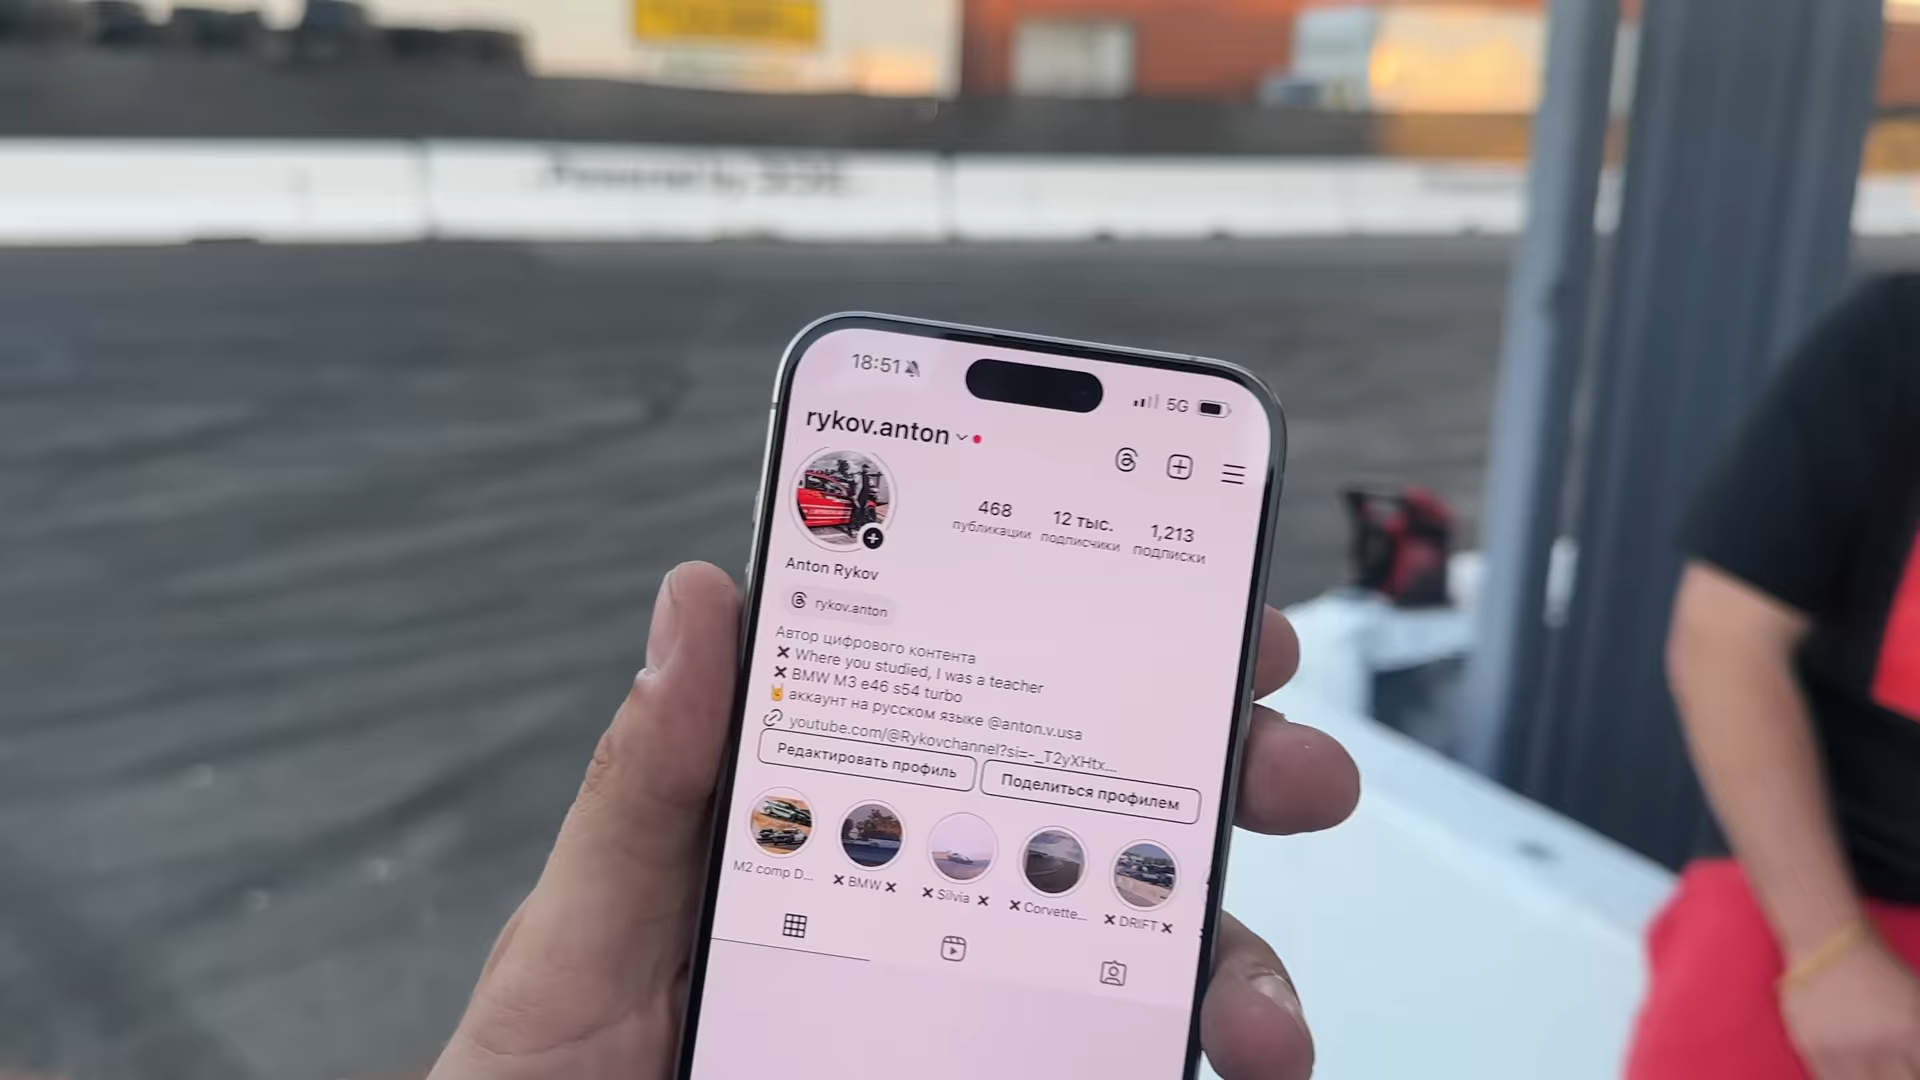 18:51
5G
rykov.anton
468
публикации
12 тыс.
подписчики
1,213
подписки
Anton Rykov
rykov.anton
Автор цифрового контента
❌ Where you studied, I was a teacher
❌ BMW M3 e46 s54 turbo
🤘 аккаунт на русском языке @anton.v.usa
youtube.com/@Rykovchannel?si=-_T2yXHtx...
Редактировать профиль
Поделиться профилем
M2 comp D...
❌ BMW ❌
❌ Silvia ❌
❌ Corvette...
❌ DRIFT ❌